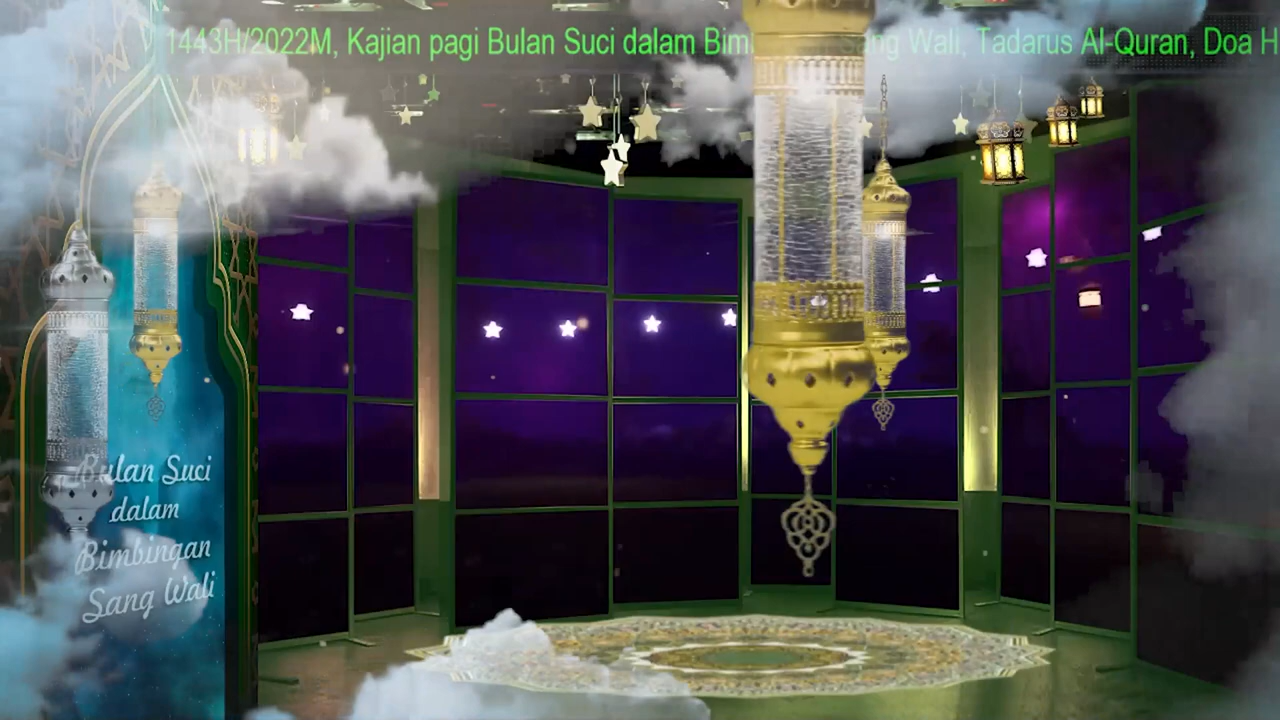 1443H/2022M, Kajian pagi Bulan Suci dalam Bim Sang Wali, Tadarus Al-Quran, Doa H
Bulan Suci
dalam
Bimbingan
Sang Wali